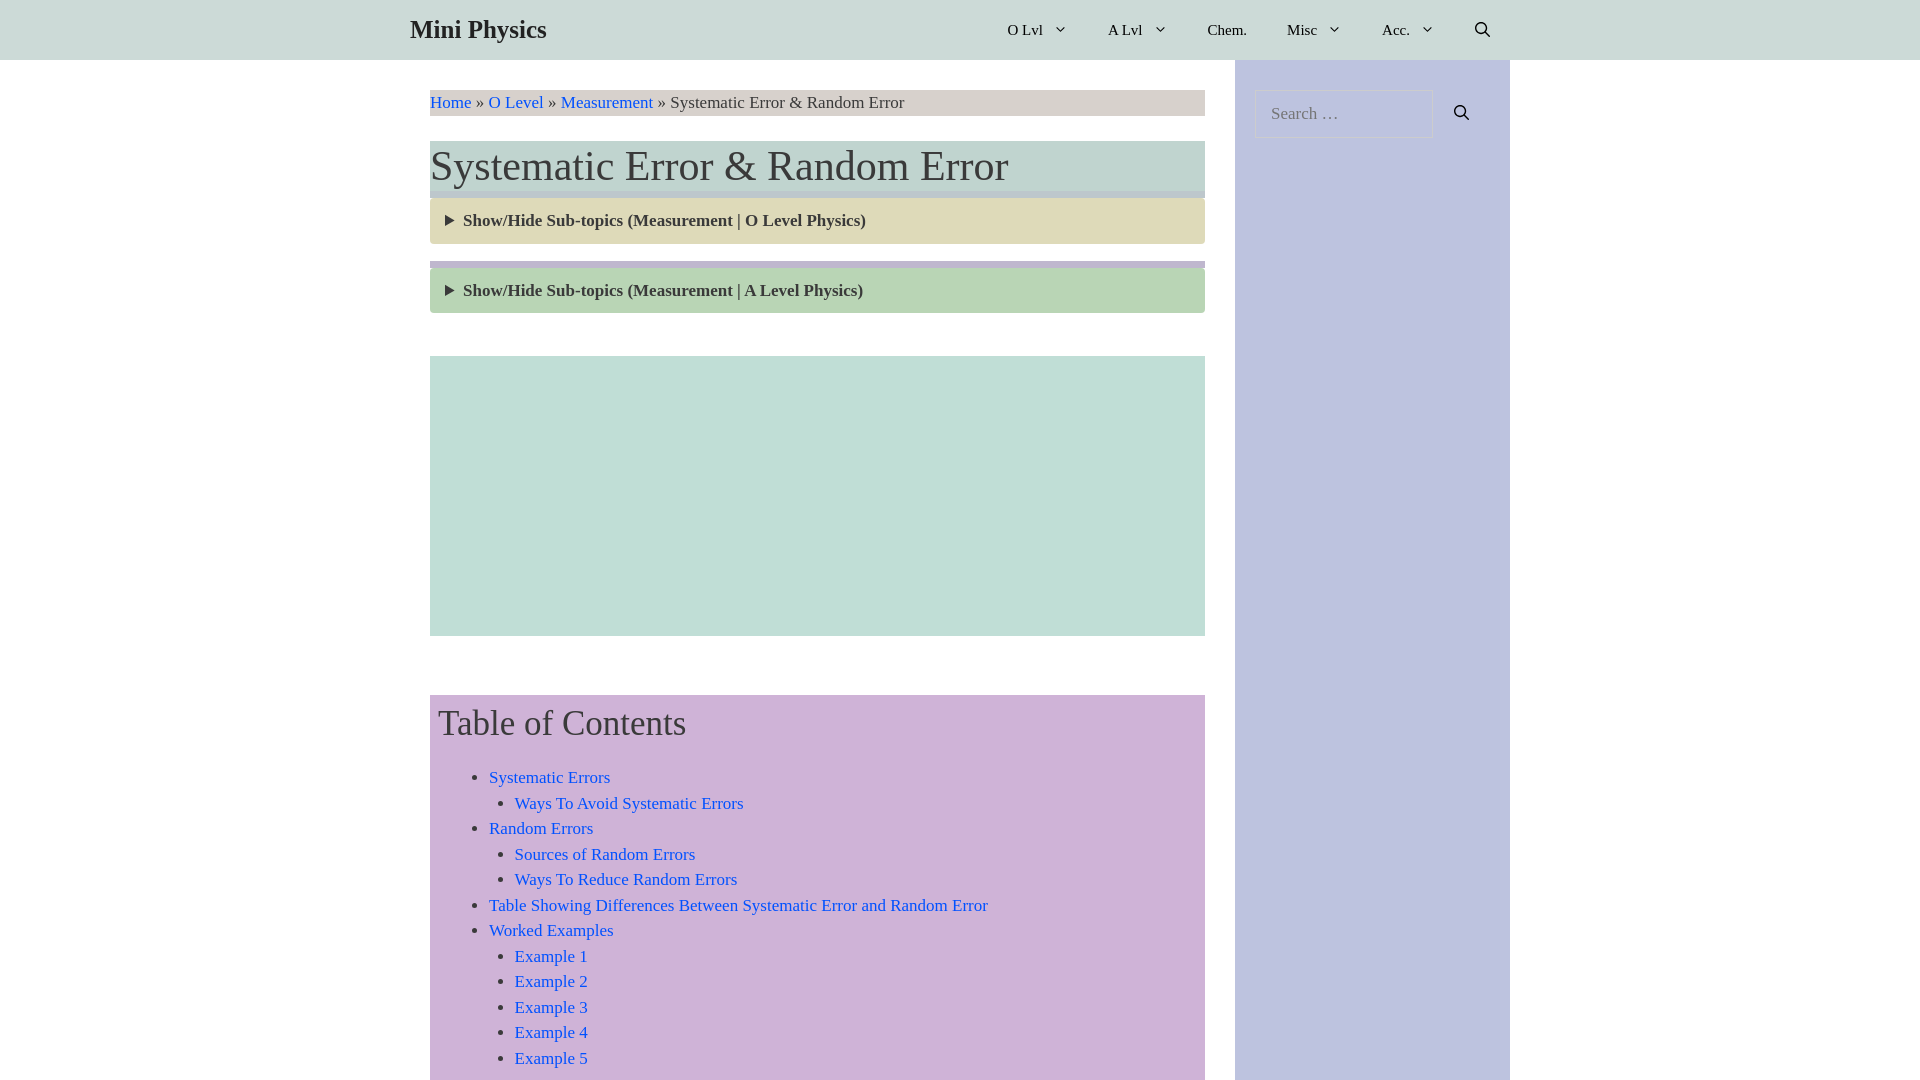 Mini Physics
O Lvl
A Lvl
Chem.
Misc
Acc.
Home » O Level » Measurement » Systematic Error & Random Error
Search …
Systematic Error & Random Error
Show/Hide Sub-topics (Measurement | O Level Physics)
Show/Hide Sub-topics (Measurement | A Level Physics)
Table of Contents
Systematic Errors
Ways To Avoid Systematic Errors
Random Errors
Sources of Random Errors
Ways To Reduce Random Errors
Table Showing Differences Between Systematic Error and Random Error
Worked Examples
Example 1
Example 2
Example 3
Example 4
Example 5